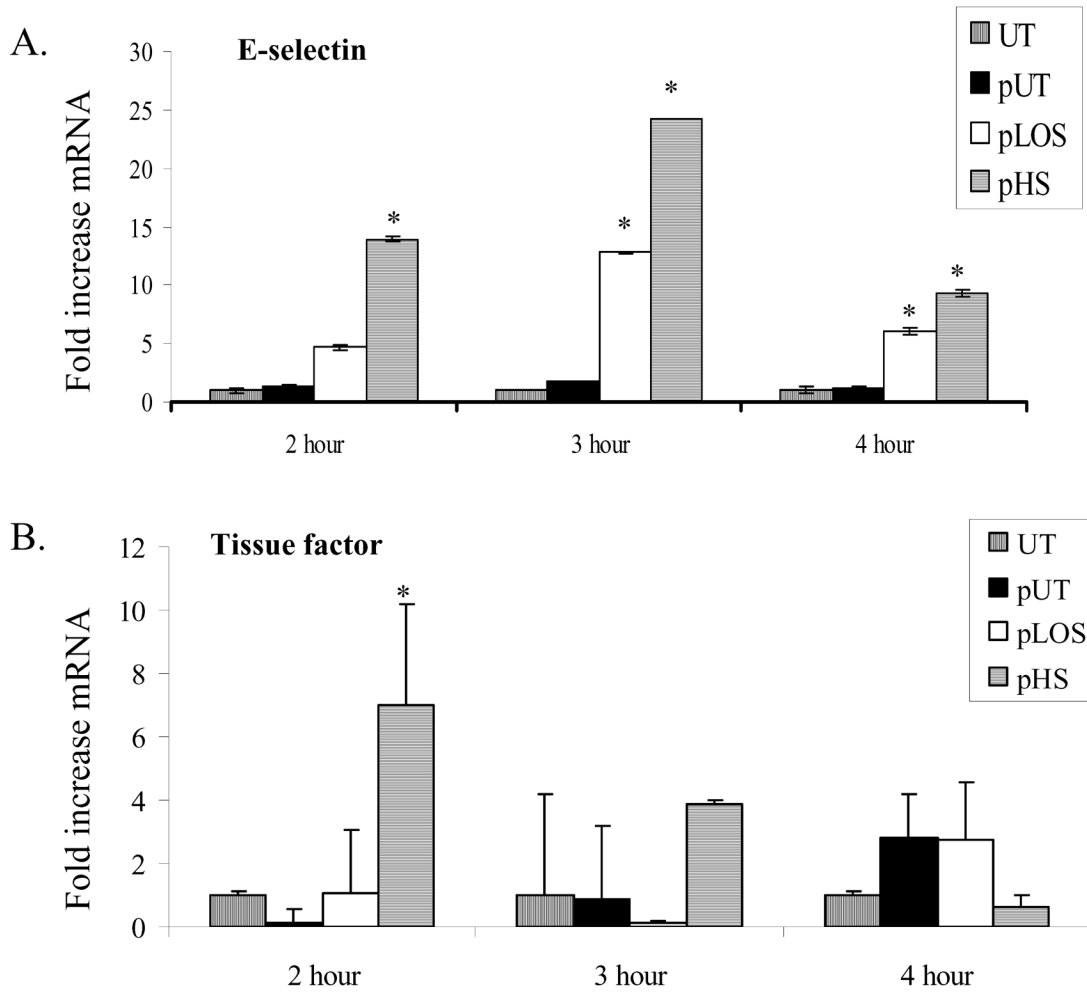 A.
E-selectin
Fold increase mRNA
30
25
20
15
10
5
0
*
*
*
*
*
2 hour
3 hour
4 hour
UT
pUT
pLOS
pHS
B.
Tissue factor
Fold increase mRNA
12
10
8
6
4
2
0
*
2 hour
3 hour
4 hour
UT
pUT
pLOS
pHS